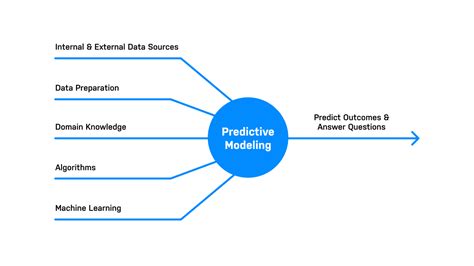 Internal & External Data Sources
Data Preparation
Domain Knowledge
Algorithms
Machine Learning
Predictive
Modeling
Predict Outcomes &
Answer Questions